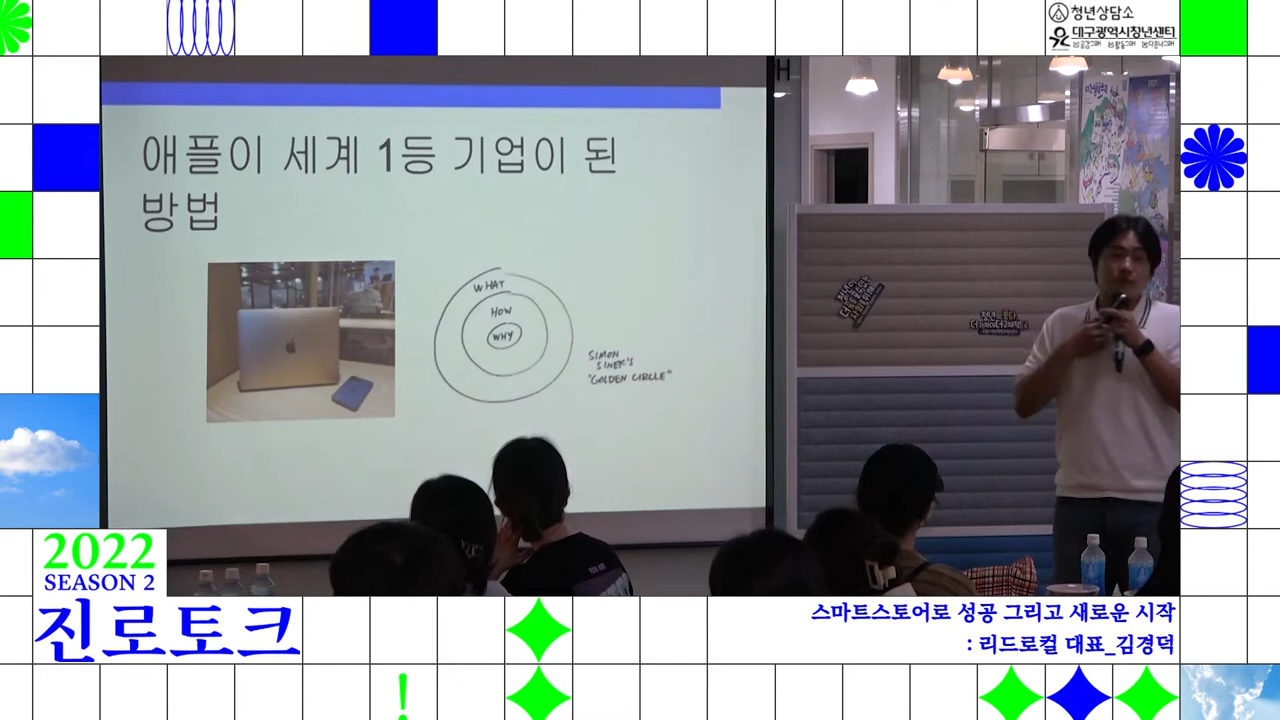 청년상담소
대구광역시청년센터
애플이 세계 1등 기업이 된
방법
WHAT
HOW
WHY
SIMON
SINEK'S
"GOLDEN CIRCLE"
2022
SEASON 2
진로토크
스마트스토어로 성공 그리고 새로운 시작
: 리드로컬 대표_김경덕
!